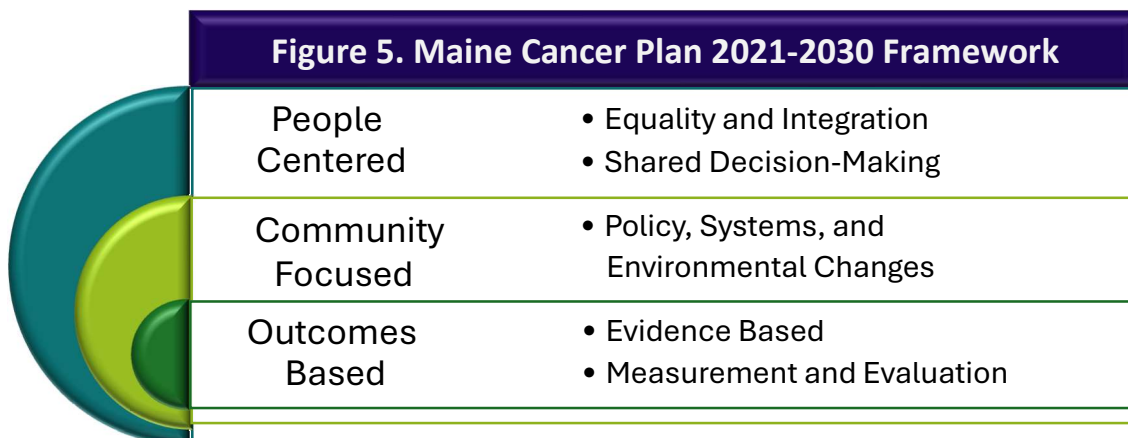 Figure 5. Maine Cancer Plan 2021-2030 Framework
People
Centered
• Equality and Integration
• Shared Decision-Making
Community
Focused
• Policy, Systems, and
Environmental Changes
Outcomes
Based
• Evidence Based
• Measurement and Evaluation